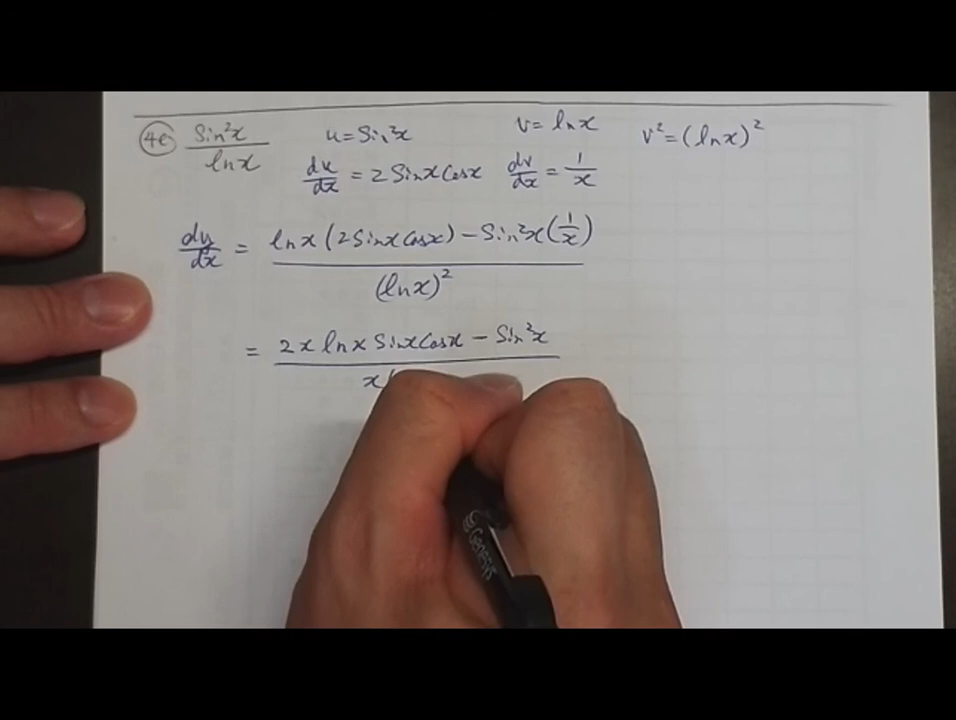 4e sin²x / ln x   u = sin²x   v = ln x   v² = (ln x)²
du/dx = 2 sin x cos x   dv/dx = 1/x
dy/dx = ln x (2 sin x cos x) - sin²x (1/x) / (ln x)²
= 2x ln x sin x cos x - sin²x / x(
Genesis